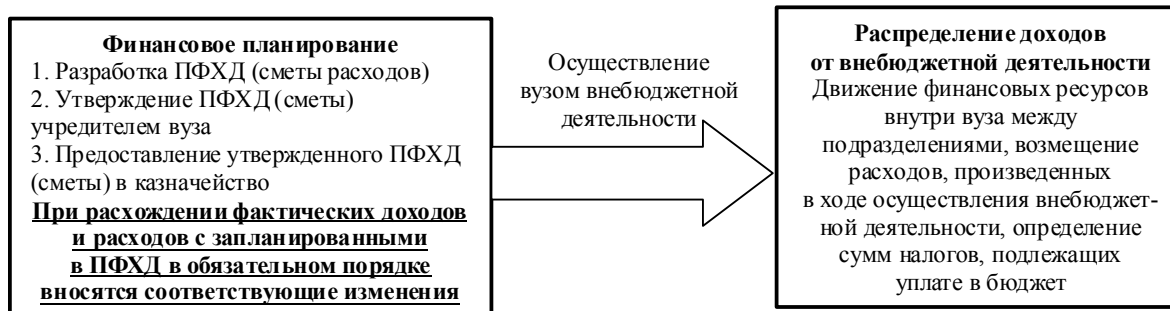 Финансовое планирование
1. Разработка ПФХД (сметы расходов)
2. Утверждение ПФХД (сметы)
учредителем вуза
3. Предоставление утвержденного ПФХД
(сметы) в казначейство
При расхождении фактических доходов
и расходов с запланированными
в ПФХД в обязательном порядке
вносятся соответствующие изменения
Осуществление
вузом внебюджетной
деятельности
Распределение доходов
от внебюджетной деятельности
Движение финансовых ресурсов
внутри вуза между
подразделениями, возмещение
расходов, произведенных
в ходе осуществления внебюджет-
ной деятельности, определение
сумм налогов, подлежащих
уплате в бюджет